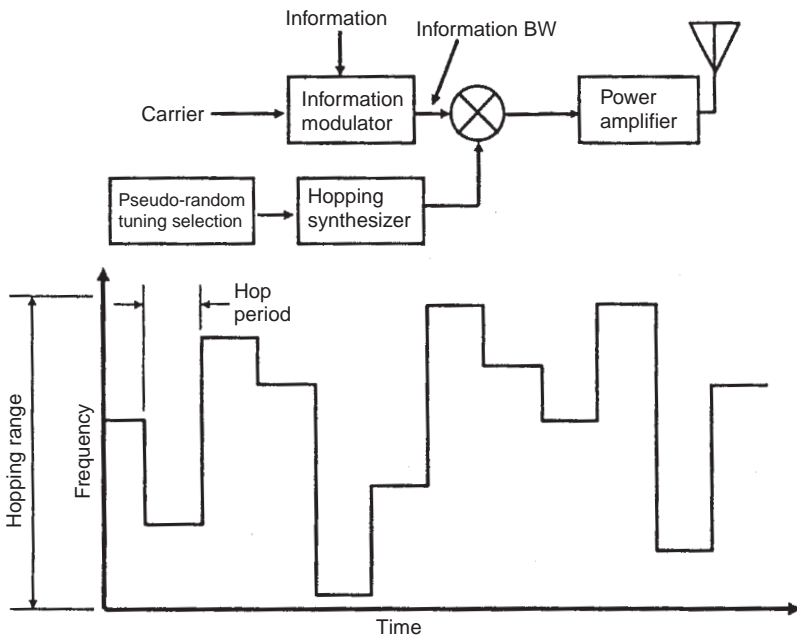 Information
Information BW
Carrier
Information
modulator
Power
amplifier
Pseudo-random
tuning selection
Hopping
synthesizer
Hop
period
Hopping range
Frequency
Time